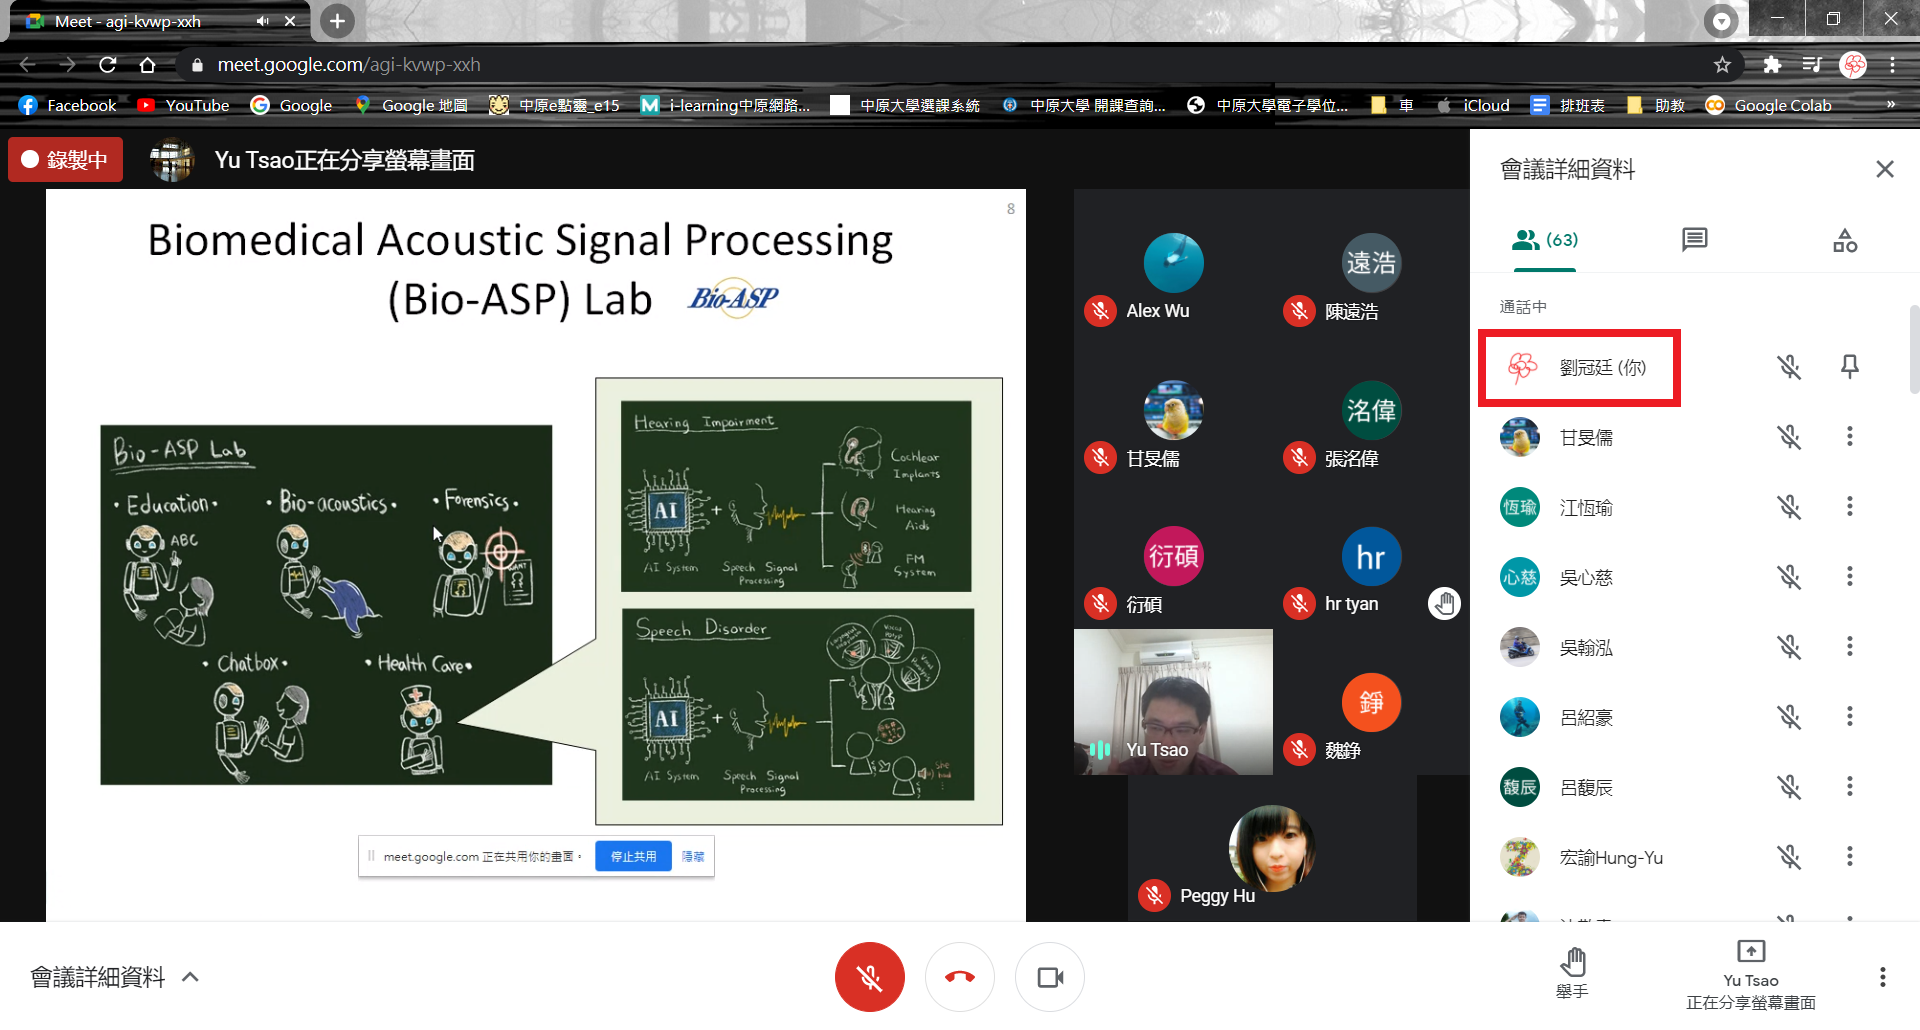 Meet - agi-kvwp-xxh
meet.google.com/agi-kvwp-xxh
Facebook YouTube Google Google 地圖 中原e點靈_e15 i-learning中原網路... 中原大學選課系統 中原大學 開課查詢... 中原大學電子學位... 車 iCloud 排班表 助教 Google Colab »
錄製中
Yu Tsao正在分享螢幕畫面
8
Biomedical Acoustic Signal Processing
(Bio-ASP) Lab
Bio-ASP
Bio-ASP Lab
• Education •
• Bio-acoustics •
• Forensics •
ABC
WANT
• Chatbox •
• Health Care •
Hearing Impairment
AI
+
Cochlear
Implants
Hearing
Aids
FM
System
AI System
Speech Signal
Processing
Speech Disorder
AI
+
She
AI System
Speech Signal
Processing
meet.google.com 正在共用你的畫面。
停止共用
隱藏
Alex Wu
遠浩
陳遠浩
甘旻儒
洺偉
張洺偉
衍碩
衍碩
hr
hr tyan
Yu Tsao
錚
魏錚
Peggy Hu
會議詳細資料
(63)
通話中
劉冠廷 (你)
甘旻儒
恆瑜
江恆瑜
心慈
吳心慈
吳翰泓
呂紹豪
馥辰
呂馥辰
宏諭Hung-Yu
會議詳細資料
舉手
Yu Tsao
正在分享螢幕畫面